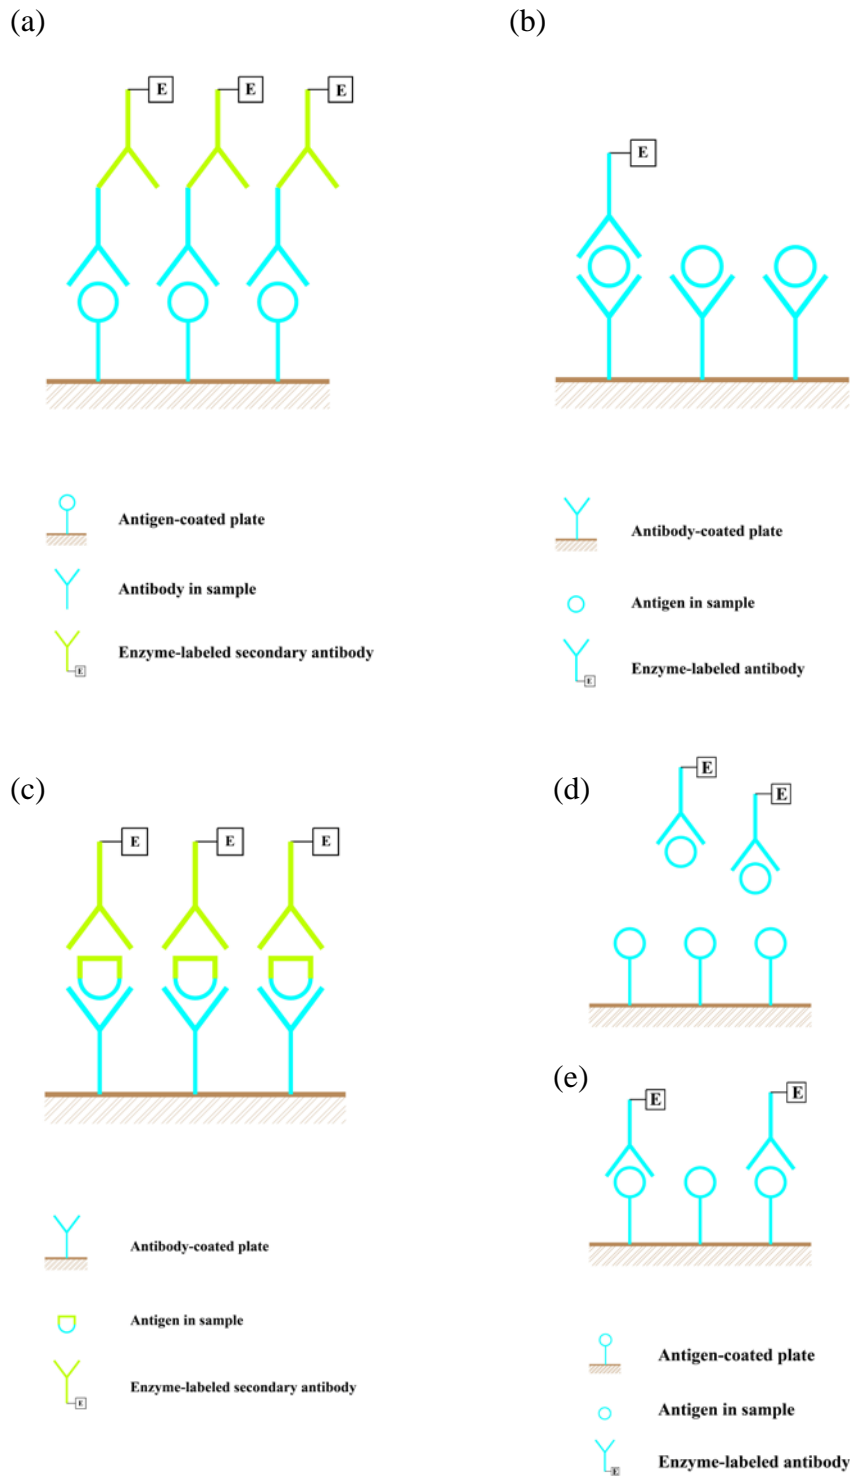 (a)
E E E
Antigen-coated plate
Antibody in sample
Enzyme-labeled secondary antibody
E
(b)
E
Antibody-coated plate
Antigen in sample
Enzyme-labeled antibody
E
(c)
E E E
Antibody-coated plate
Antigen in sample
Enzyme-labeled secondary antibody
E
(d)
E
E
(e)
E
E
Antigen-coated plate
Antigen in sample
Enzyme-labeled antibody
E